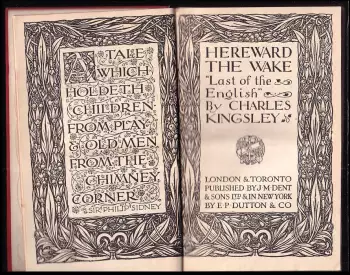 A TALE
WHICH
HOLDETH
CHILDREN
FROM PLAY
& OLD MEN
FROM THE
CHIMNEY
CORNER
SIR PHILIP SIDNEY
HEREWARD
THE WAKE
"Last of the
English"
By CHARLES
KINGSLEY
LONDON & TORONTO
PUBLISHED BY J·M·DENT
& SONS LTD & IN NEW YORK
BY E·P·DUTTON & CO